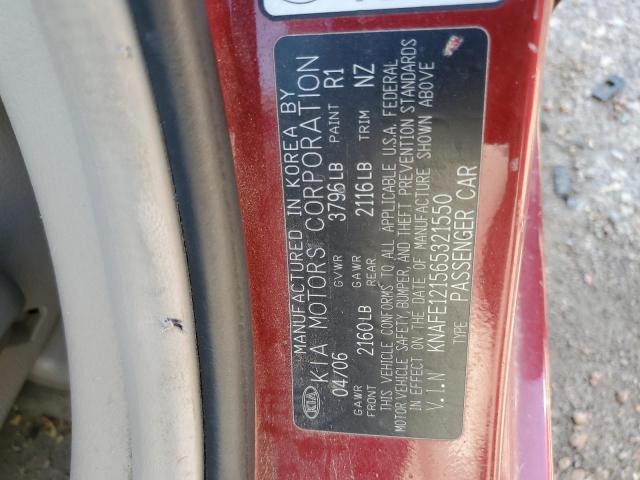 MANUFACTURED IN KOREA BY
KIA KIA MOTORS CORPORATION
04/06 GVWR 3796LB PAINT R1
GAWR FRONT 2160LB GAWR REAR 2116LB TRIM NZ
THIS VEHICLE CONFORMS TO ALL APPLICABLE U.S.A. FEDERAL
MOTOR VEHICLE SAFETY, BUMPER, AND THEFT PREVENTION STANDARDS
IN EFFECT ON THE DATE OF MANUFACTURE SHOWN ABOVE
V.I.N KNAFE121565321550
TYPE PASSENGER CAR